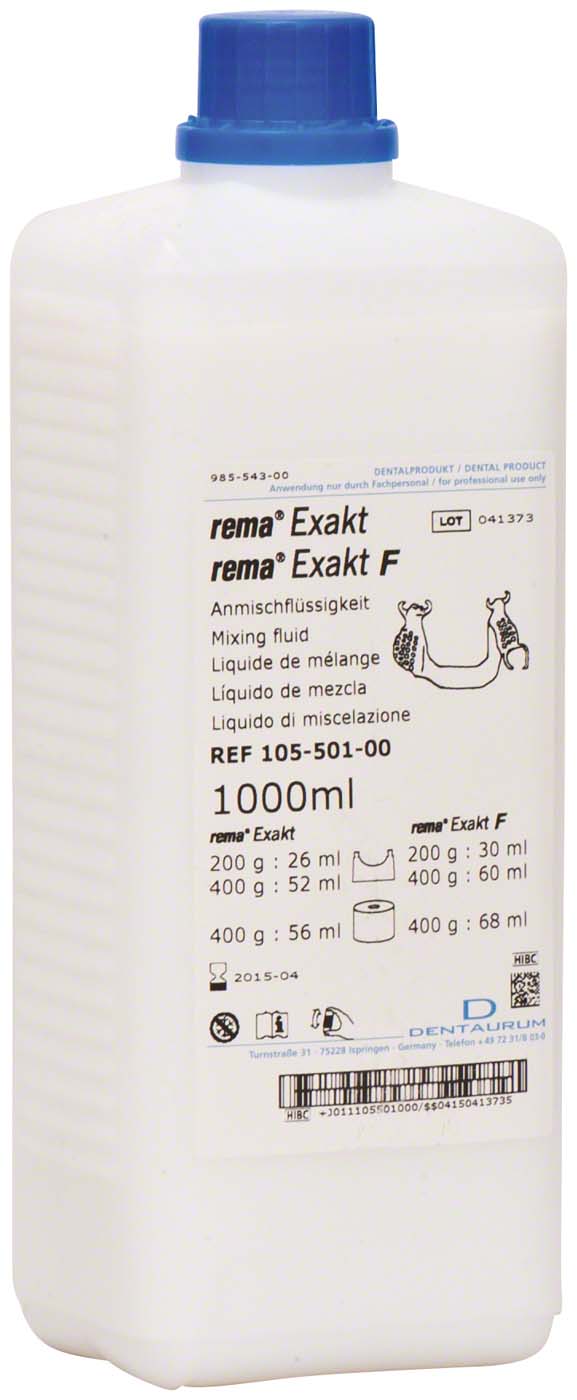 985-543-00
DENTALPRODUKT / DENTAL PRODUCT
Anwendung nur durch Fachpersonal / for professional use only
rema® Exakt
LOT 041373
rema® Exakt F
Anmischflüssigkeit
Mixing fluid
Liquide de mélange
Líquido de mezcla
Liquido di miscelazione
REF 105-501-00
1000ml
rema® Exakt rema® Exakt F
200 g : 26 ml 200 g : 30 ml
400 g : 52 ml 400 g : 60 ml
400 g : 56 ml 400 g : 68 ml
HIBC
2015-04
D
DENTAURUM
Turnstraße 31 · 75228 Ispringen · Germany · Telefon +49 72 31/8 03-0
HIBC +J011105501000/$$04150413735